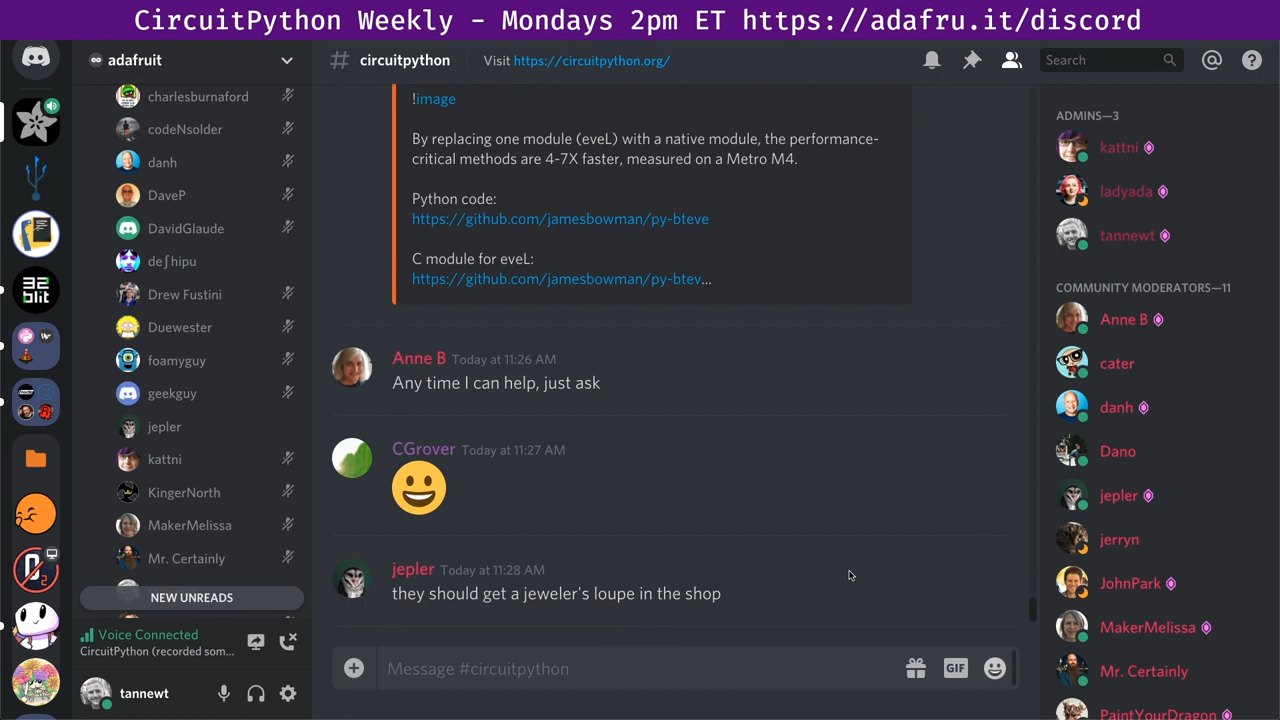 CircuitPython Weekly - Mondays 2pm ET https://adafru.it/discord
adafruit
charlesburnaford
codeNsolder
danh
DaveP
DavidGlaude
de∫hipu
Drew Fustini
Duewester
foamyguy
geekguy
jepler
kattni
KingerNorth
MakerMelissa
Mr. Certainly
NEW UNREADS
Voice Connected
CircuitPython (recorded som...
tannewt
32
blit
# circuitpython
Visit https://circuitpython.org/
Search
!image
By replacing one module (eveL) with a native module, the performance-
critical methods are 4-7X faster, measured on a Metro M4.
Python code:
https://github.com/jamesbowman/py-bteve
C module for eveL:
https://github.com/jamesbowman/py-btev...
Anne B Today at 11:26 AM
Any time I can help, just ask
CGrover Today at 11:27 AM
jepler Today at 11:28 AM
they should get a jeweler's loupe in the shop
Message #circuitpython
GIF
ADMINS—3
kattni
ladyada
tannewt
COMMUNITY MODERATORS—11
Anne B
cater
danh
Dano
jepler
jerryn
JohnPark
MakerMelissa
Mr. Certainly
PaintYourDragon